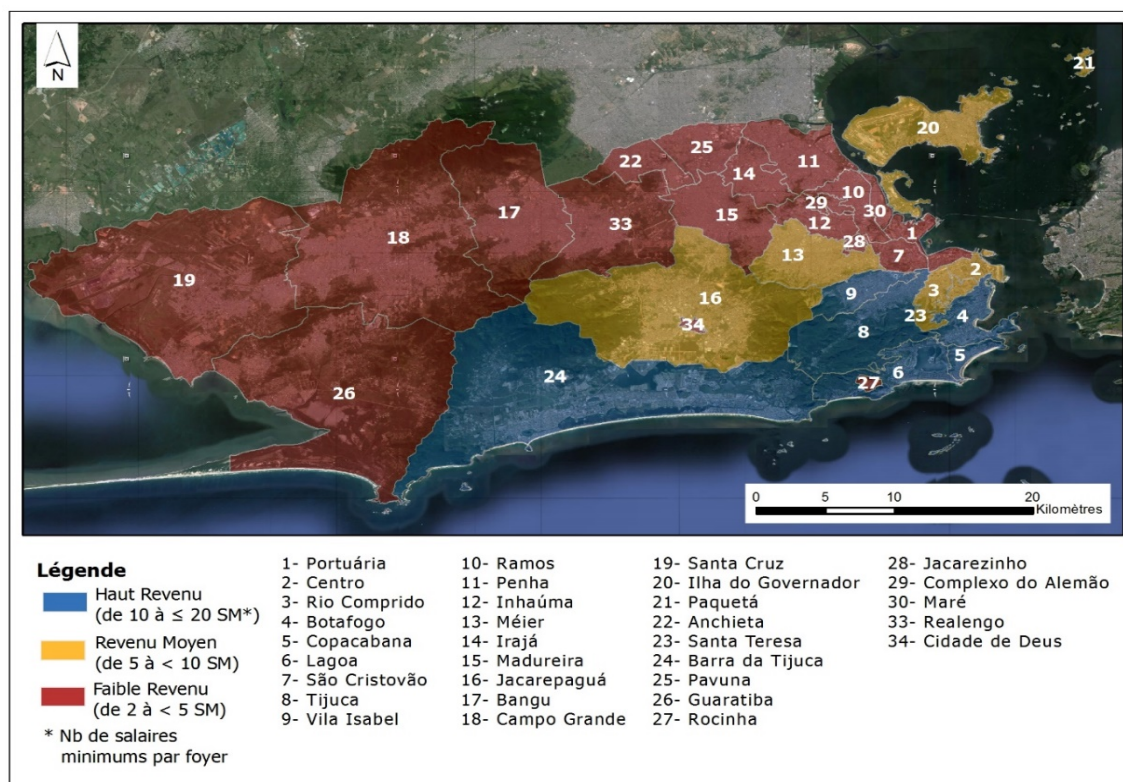 N
21
20
25
22
11
14
10
17
29
30
33
15
12
18
1
28
7
13
2
19
9
3
16
23
4
34
8
5
24
6
27
26
0 5 10 20
Kilomètres
Légende
Haut Revenu
(de 10 à ≤ 20 SM*)
Revenu Moyen
(de 5 à < 10 SM)
Faible Revenu
(de 2 à < 5 SM)
* Nb de salaires
minimums par foyer
1- Portuária
2- Centro
3- Rio Comprido
4- Botafogo
5- Copacabana
6- Lagoa
7- São Cristovão
8- Tijuca
9- Vila Isabel
10- Ramos
11- Penha
12- Inhaúma
13- Méier
14- Irajá
15- Madureira
16- Jacarepaguá
17- Bangu
18- Campo Grande
19- Santa Cruz
20- Ilha do Governador
21- Paquetá
22- Anchieta
23- Santa Teresa
24- Barra da Tijuca
25- Pavuna
26- Guaratiba
27- Rocinha
28- Jacarezinho
29- Complexo do Alemão
30- Maré
33- Realengo
34- Cidade de Deus